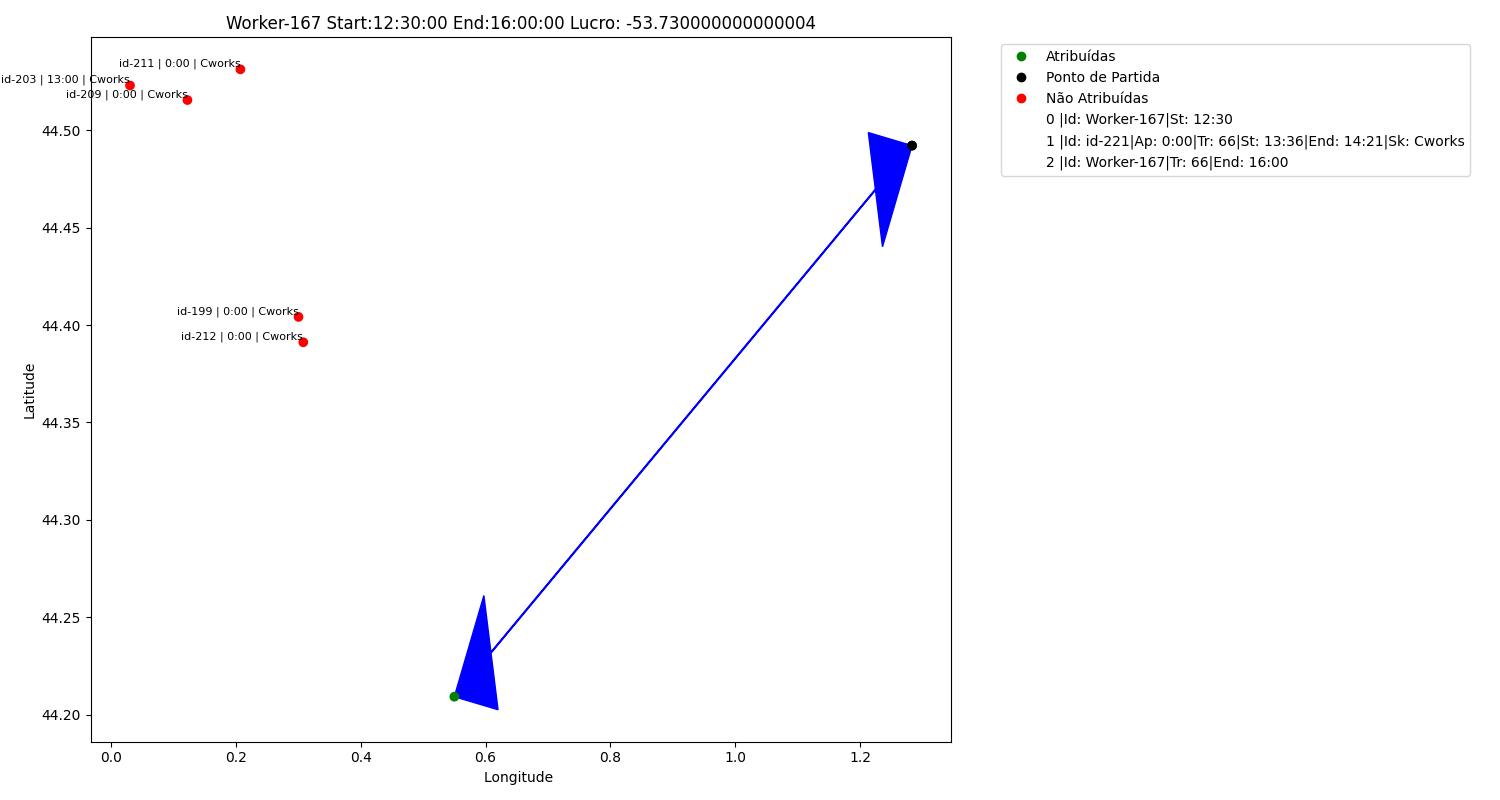 Worker-167 Start:12:30:00 End:16:00:00 Lucro: -53.730000000000004
id-211 | 0:00 | Cworks
id-203 | 13:00 | Cworks
id-209 | 0:00 | Cworks
id-199 | 0:00 | Cworks
id-212 | 0:00 | Cworks
44.50
44.45
44.40
44.35
44.30
44.25
44.20
Latitude
0.0 0.2 0.4 0.6 0.8 1.0 1.2
Longitude
Atribuídas
Ponto de Partida
Não Atribuídas
0 |Id: Worker-167|St: 12:30
1 |Id: id-221|Ap: 0:00|Tr: 66|St: 13:36|End: 14:21|Sk: Cworks
2 |Id: Worker-167|Tr: 66|End: 16:00